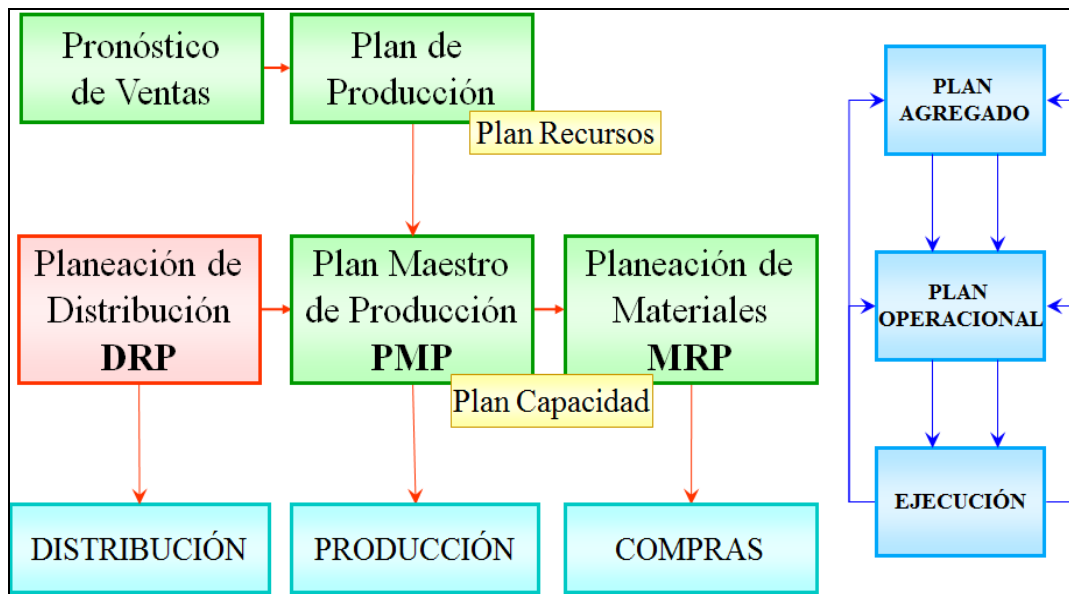 Pronóstico
de Ventas
Plan de
Producción
Plan Recursos
Planeación de
Distribución
DRP
Plan Maestro
de Producción
PMP
Plan Capacidad
Planeación de
Materiales
MRP
DISTRIBUCIÓN
PRODUCCIÓN
COMPRAS
PLAN
AGREGADO
PLAN
OPERACIONAL
EJECUCIÓN